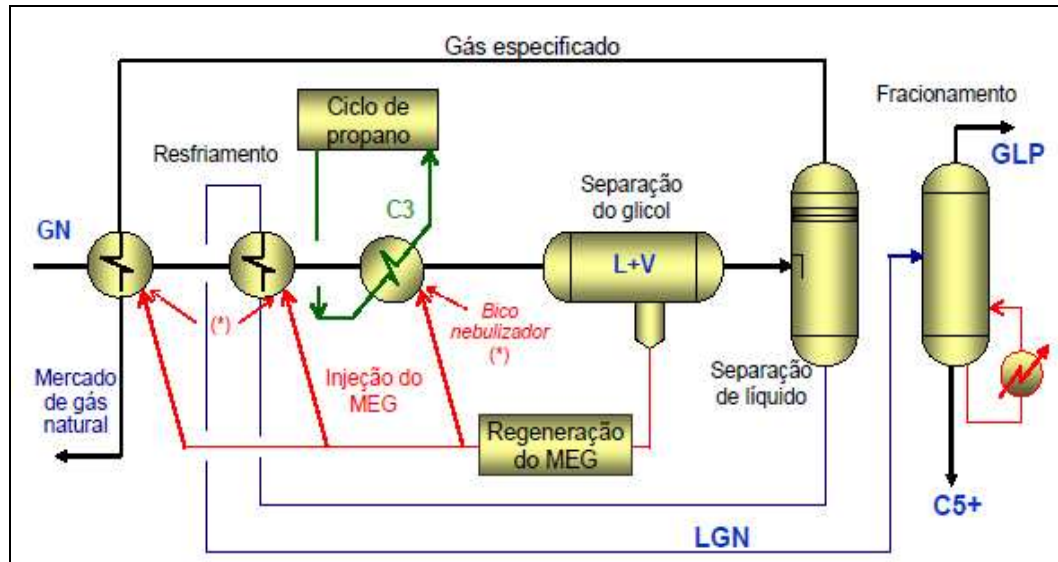 Gás especificado
Fracionamento
Ciclo de
propano
GLP
Resfriamento
Separação
do glicol
C3
GN
L+V
(*)
Bico
nebulizador
(*)
Mercado
de gás
natural
Injeção do
MEG
Separação
de líquido
Regeneração
do MEG
C5+
LGN